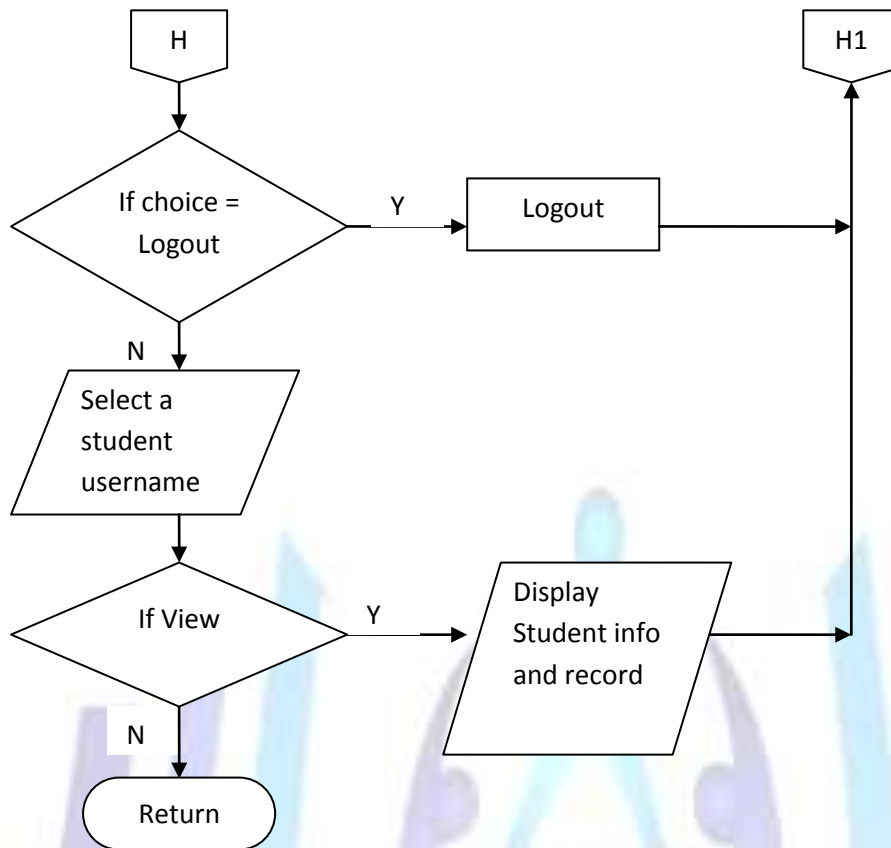 H
H1
If choice =
Logout
Y
Logout
N
Select a
student
username
If View
Y
Display
Student info
and record
N
Return